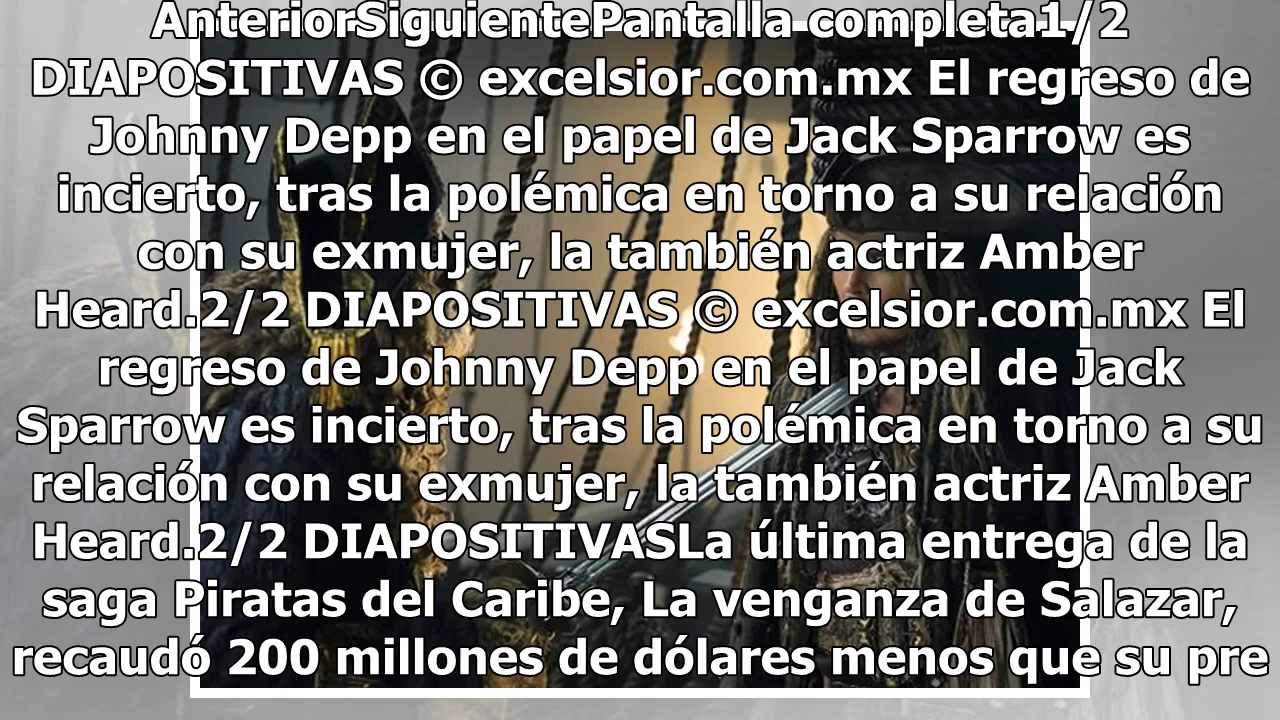 AnteriorSiguientePantalla completa1/2
DIAPOSITIVAS © excelsior.com.mx El regreso de
Johnny Depp en el papel de Jack Sparrow es
incierto, tras la polémica en torno a su relación
con su exmujer, la también actriz Amber
Heard.2/2 DIAPOSITIVAS © excelsior.com.mx El
regreso de Johnny Depp en el papel de Jack
Sparrow es incierto, tras la polémica en torno a su
relación con su exmujer, la también actriz Amber
Heard.2/2 DIAPOSITIVASLa última entrega de la
saga Piratas del Caribe, La venganza de Salazar,
recaudó 200 millones de dólares menos que su pre